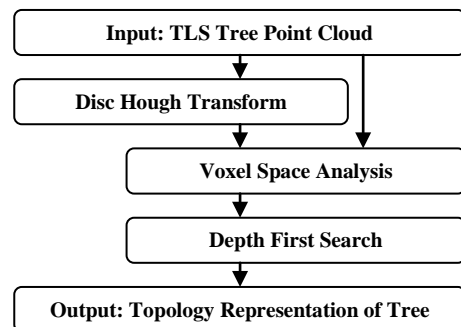 Input: TLS Tree Point Cloud
Disc Hough Transform
Voxel Space Analysis
Depth First Search
Output: Topology Representation of Tree